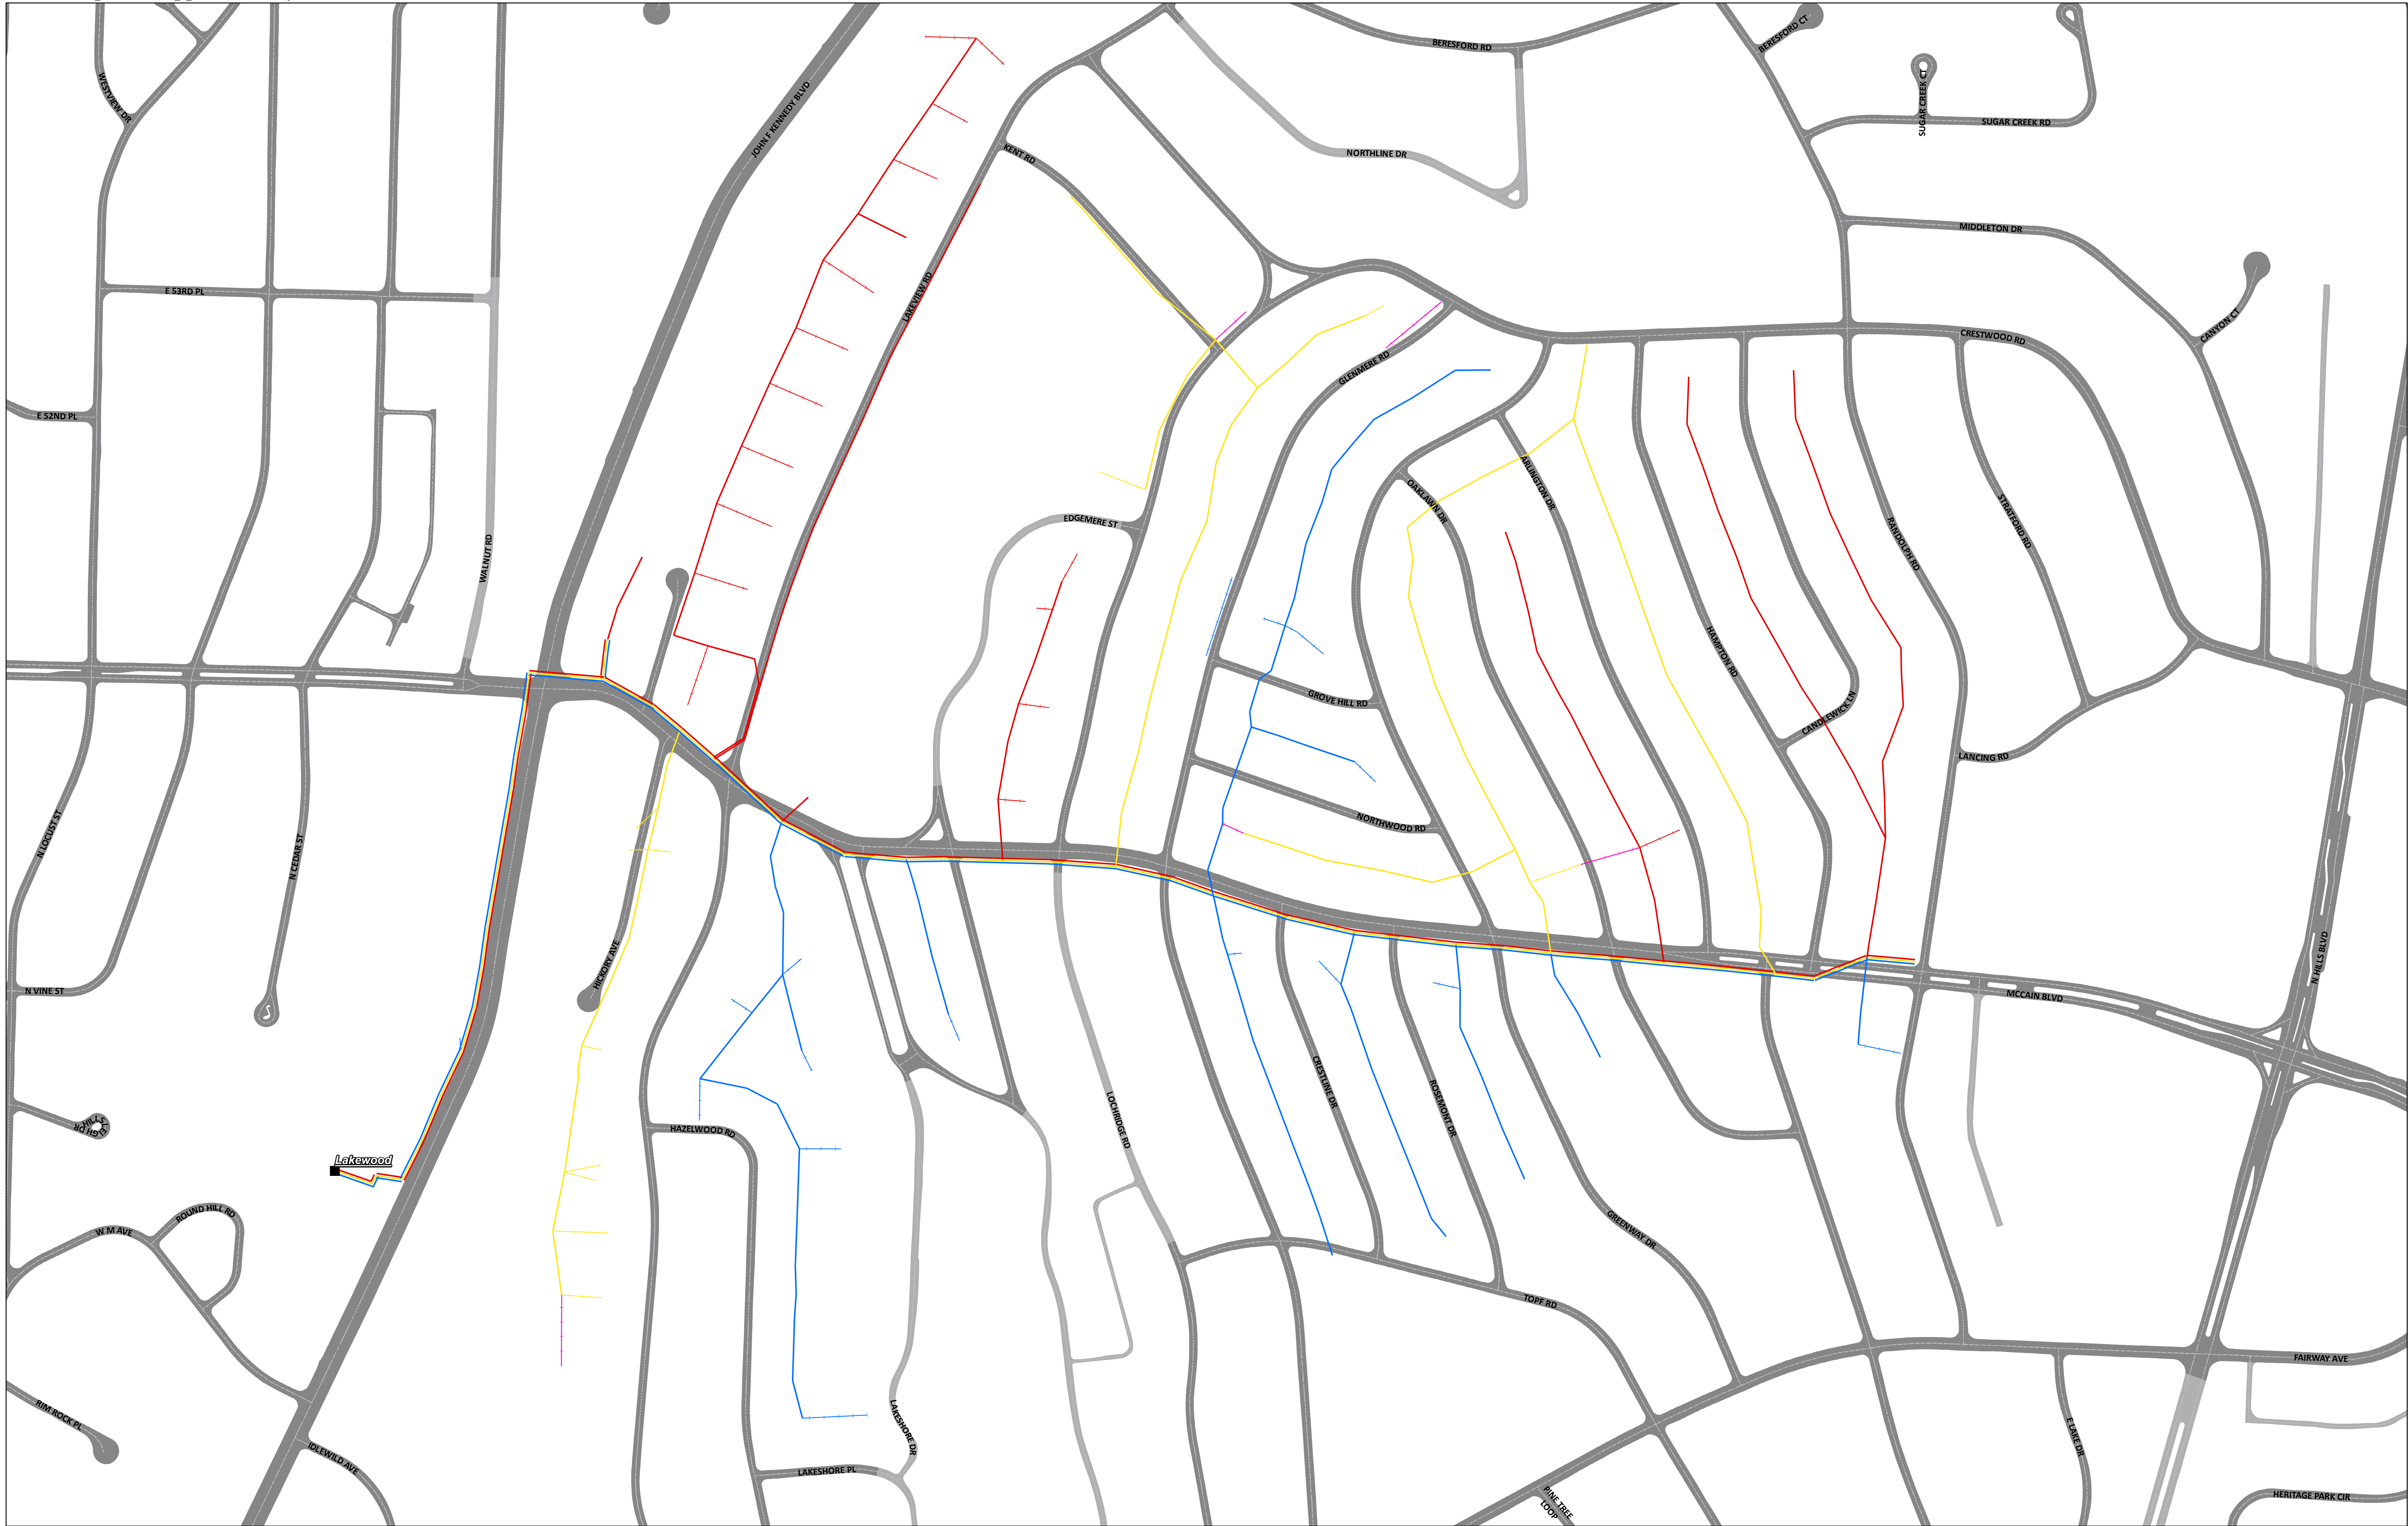 BERESFORD RD
BERESFORD CT
WESTVIEW DR
JOHN F KENNEDY BLVD
SUGAR CREEK CT
SUGAR CREEK RD
KENT RD
NORTHLINE DR
MIDDLETON DR
E 53RD PL
LAKEVIEW RD
CANYON CT
CRESTWOOD RD
GLENMERE RD
E 52ND PL
OAKLAWN DR
ARLINGTON DR
STRATFORD RD
EDGEMERE ST
RANDOLPH RD
WALNUT RD
HAMPTON RD
GROVE HILL RD
CANDLEWICK LN
LANCING RD
N LOCUST ST
NORTHWOOD RD
N CEDAR ST
HICKORY AVE
N HILLS BLVD
N VINE ST
MCCAIN BLVD
CRESTLINE DR
ROSEMONT DR
LOCHRIDGE RD
HAZELWOOD RD
Lakewood
ROUND HILL RD
W M AVE
GREENWAY DR
TOPF RD
FAIRWAY AVE
RIM ROCK PL
LAKESHORE DR
E LAKE DR
IDLEWILD AVE
LAKESHORE PL
PINE TREE
LOOP
HERITAGE PARK CIR